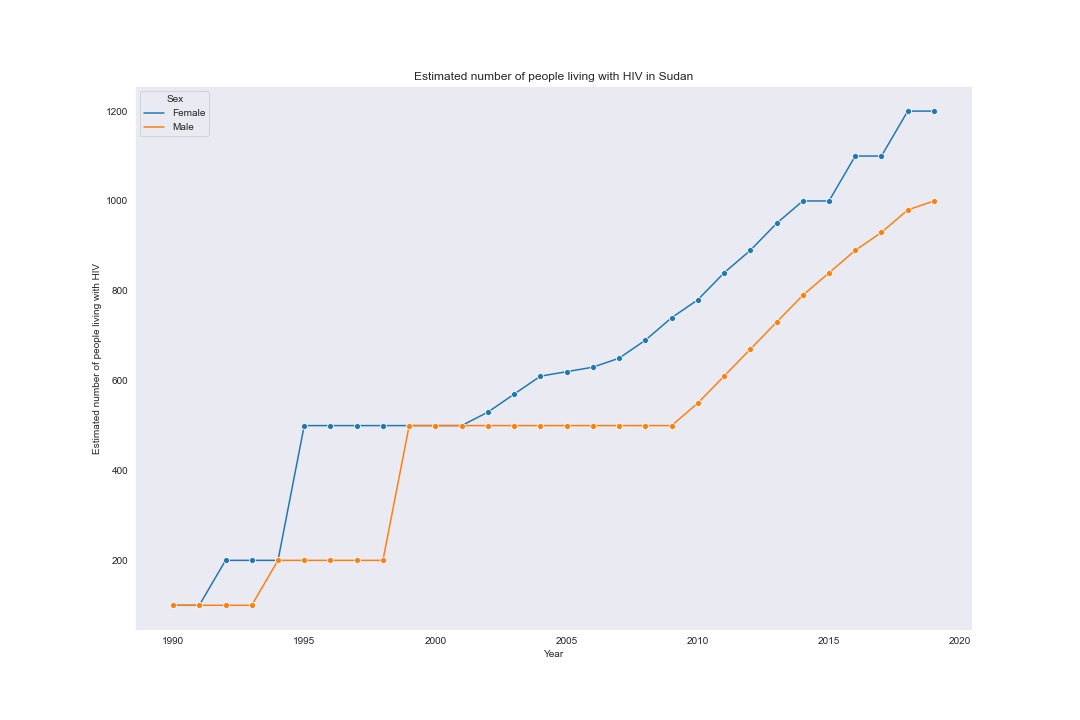 Estimated number of people living with HIV in Sudan
Sex
Female
Male
1200
1000
800
600
400
200
Estimated number of people living with HIV
1990 1995 2000 2005 2010 2015 2020
Year